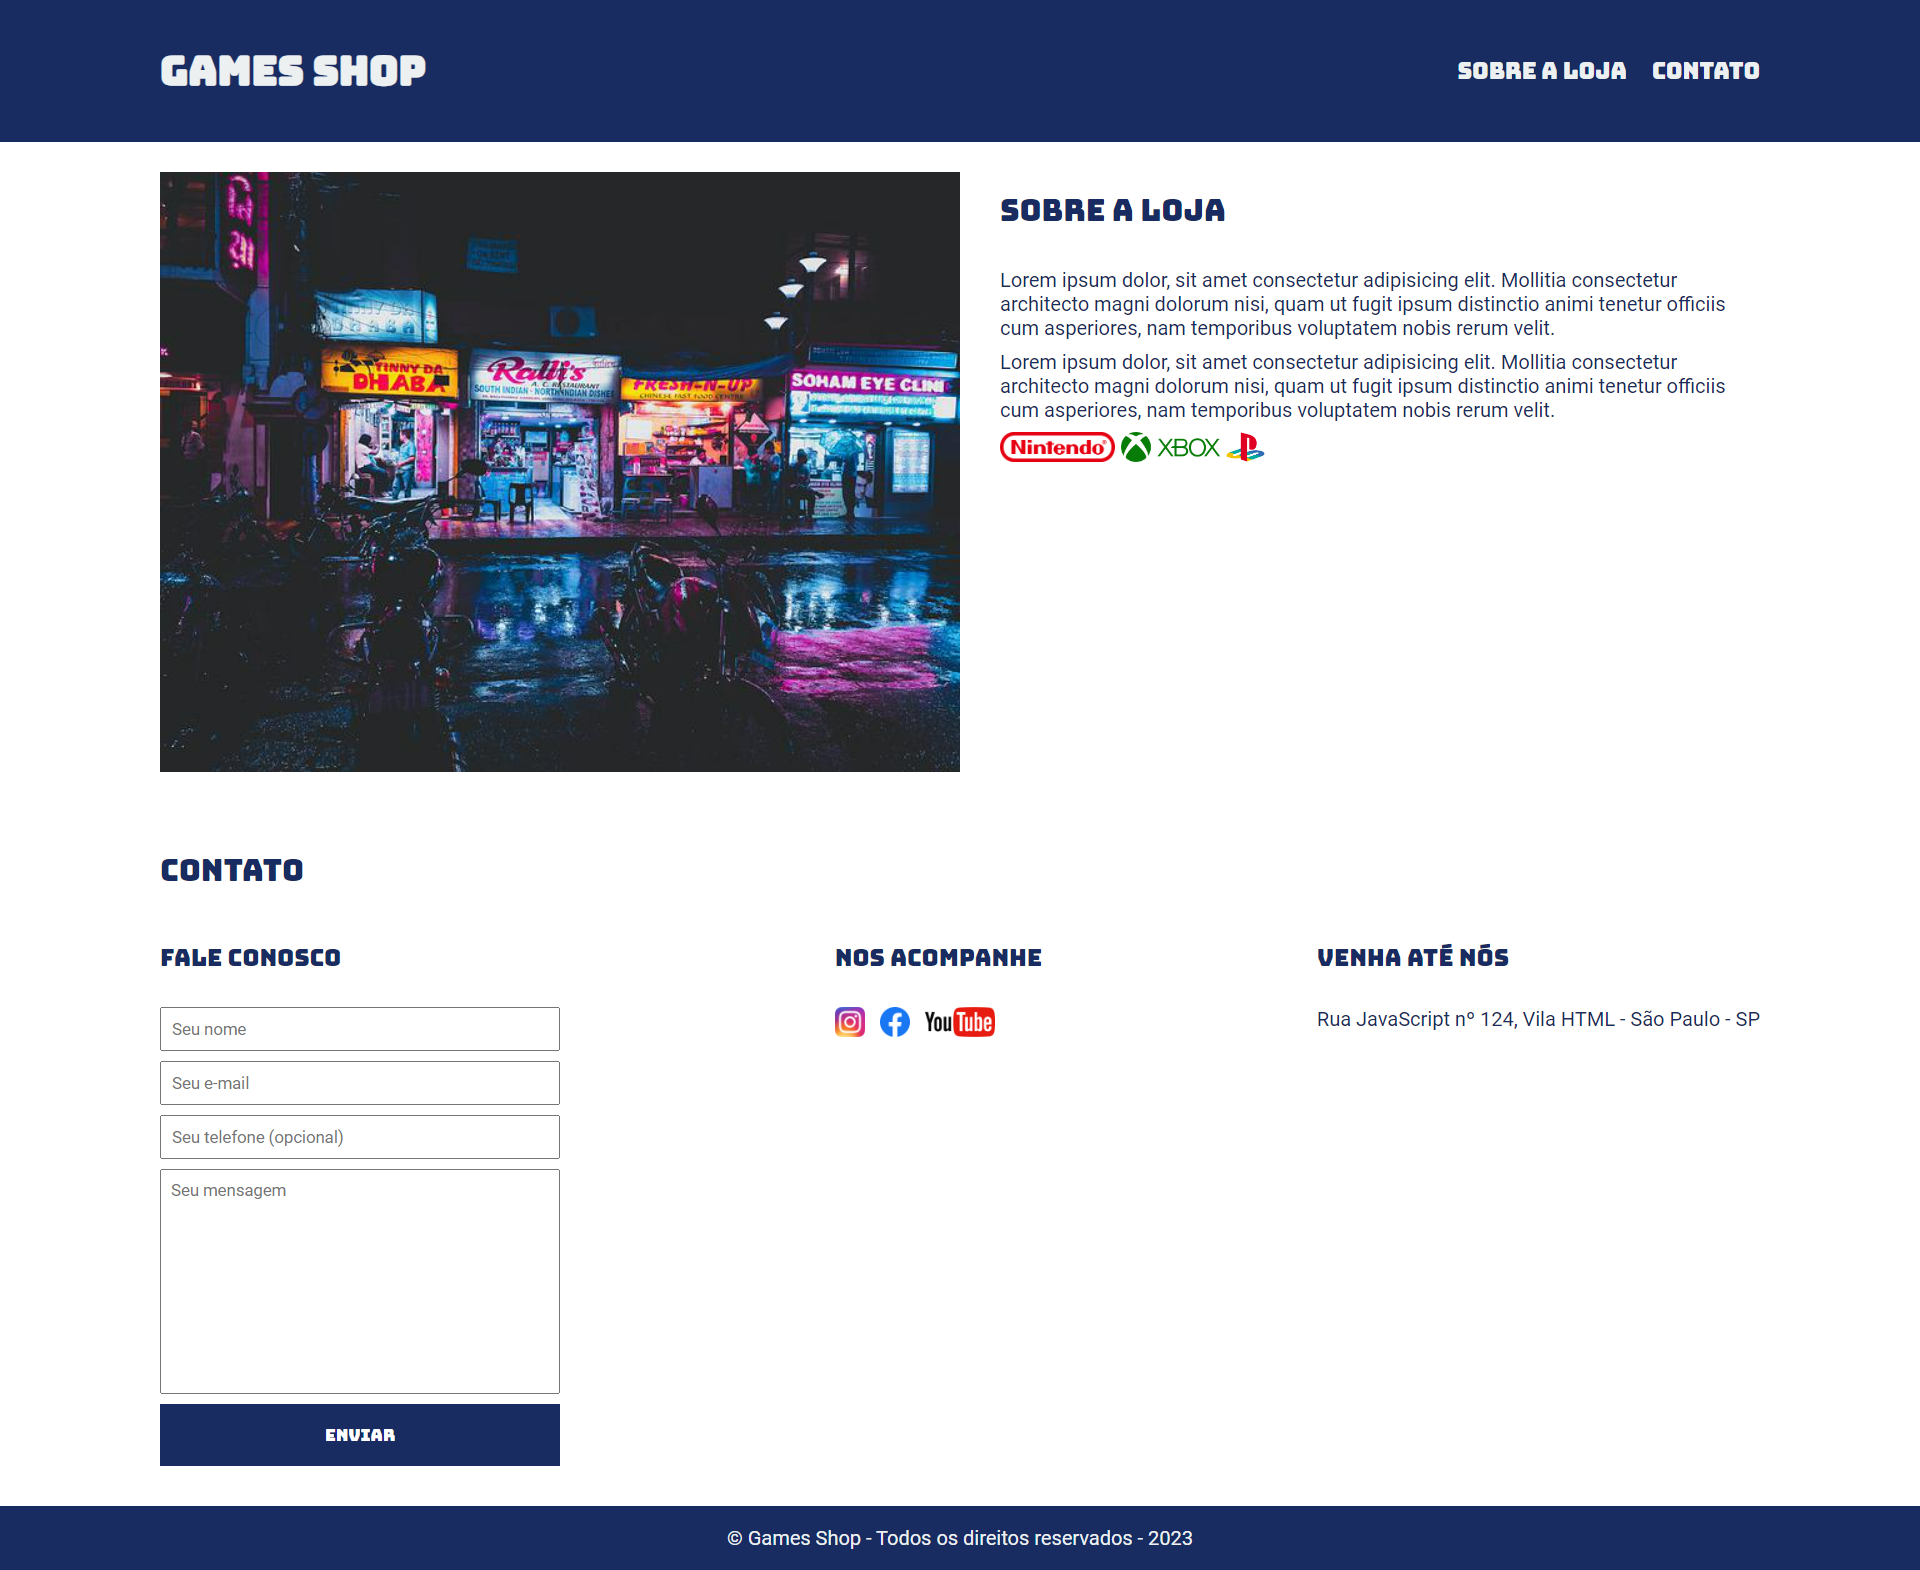 GAMES SHOP
SOBRE A LOJA CONTATO
TINNY DA
DHABA
Ralli's
A. C. RESTAURANT
SOUTH INDIAN - NORTH INDIAN DISHES
FRESH-N-UP
CHINESE FAST FOOD CENTRE
SOHAM EYE CLINI
SOBRE A LOJA
Lorem ipsum dolor, sit amet consectetur adipisicing elit. Mollitia consectetur
architecto magni dolorum nisi, quam ut fugit ipsum distinctio animi tenetur officiis
cum asperiores, nam temporibus voluptatem nobis rerum velit.
Lorem ipsum dolor, sit amet consectetur adipisicing elit. Mollitia consectetur
architecto magni dolorum nisi, quam ut fugit ipsum distinctio animi tenetur officiis
cum asperiores, nam temporibus voluptatem nobis rerum velit.
Nintendo® XBOX
CONTATO
FALE CONOSCO
Seu nome
Seu e-mail
Seu telefone (opcional)
Seu mensagem
ENVIAR
NOS ACOMPANHE
YouTube
VENHA ATÉ NÓS
Rua JavaScript nº 124, Vila HTML - São Paulo - SP
© Games Shop - Todos os direitos reservados - 2023